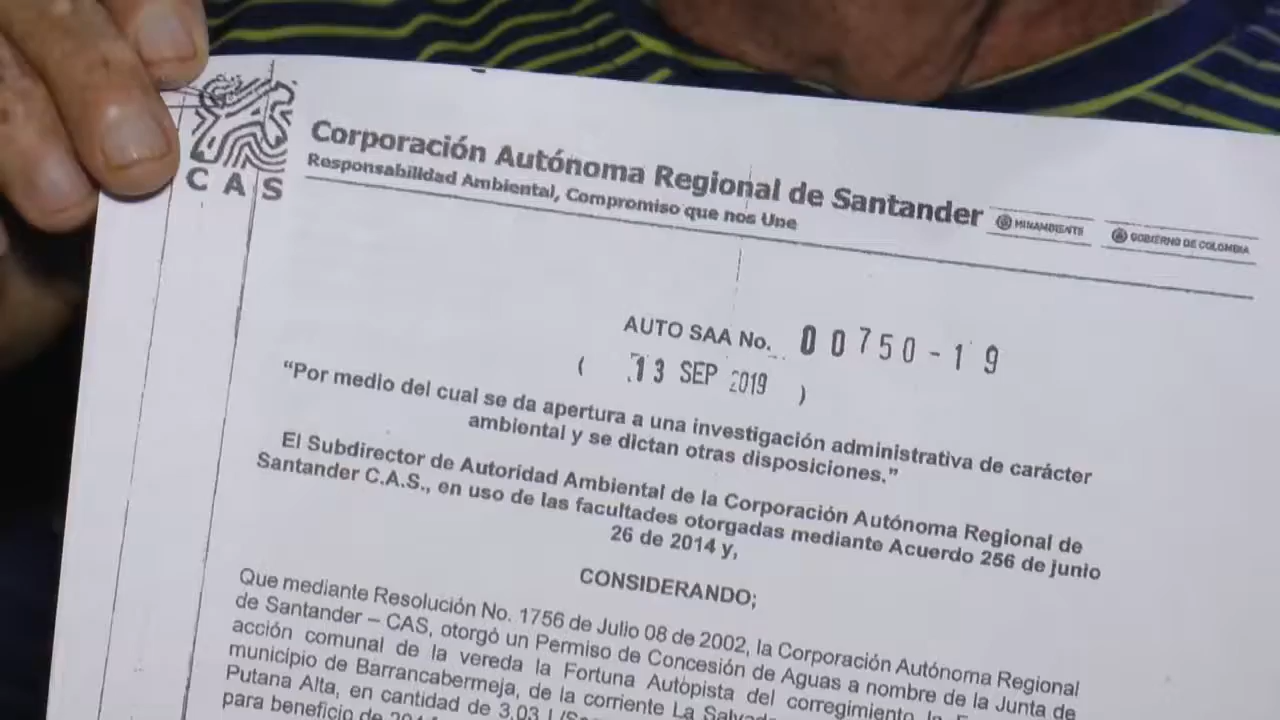 CAS
Corporación Autónoma Regional de Santander
Responsabilidad Ambiental, Compromiso que nos Une
MINAMBIENTE
GOBIERNO DE COLOMBIA
AUTO SAA No. 00750-19
( 13 SEP 2019 )
“Por medio del cual se da apertura a una investigación administrativa de carácter
ambiental y se dictan otras disposiciones.”
El Subdirector de Autoridad Ambiental de la Corporación Autónoma Regional de
Santander C.A.S., en uso de las facultades otorgadas mediante Acuerdo 256 de junio
26 de 2014 y,
CONSIDERANDO;
Que mediante Resolución No. 1756 de Julio 08 de 2002, la Corporación Autónoma Regional
de Santander – CAS, otorgó un Permiso de Concesión de Aguas a nombre de la Junta de
acción comunal de la vereda la Fortuna Autopista del corregimiento la
municipio de Barrancabermeja, de la corriente La
Putana Alta, en cantidad de 3,03
para beneficio de